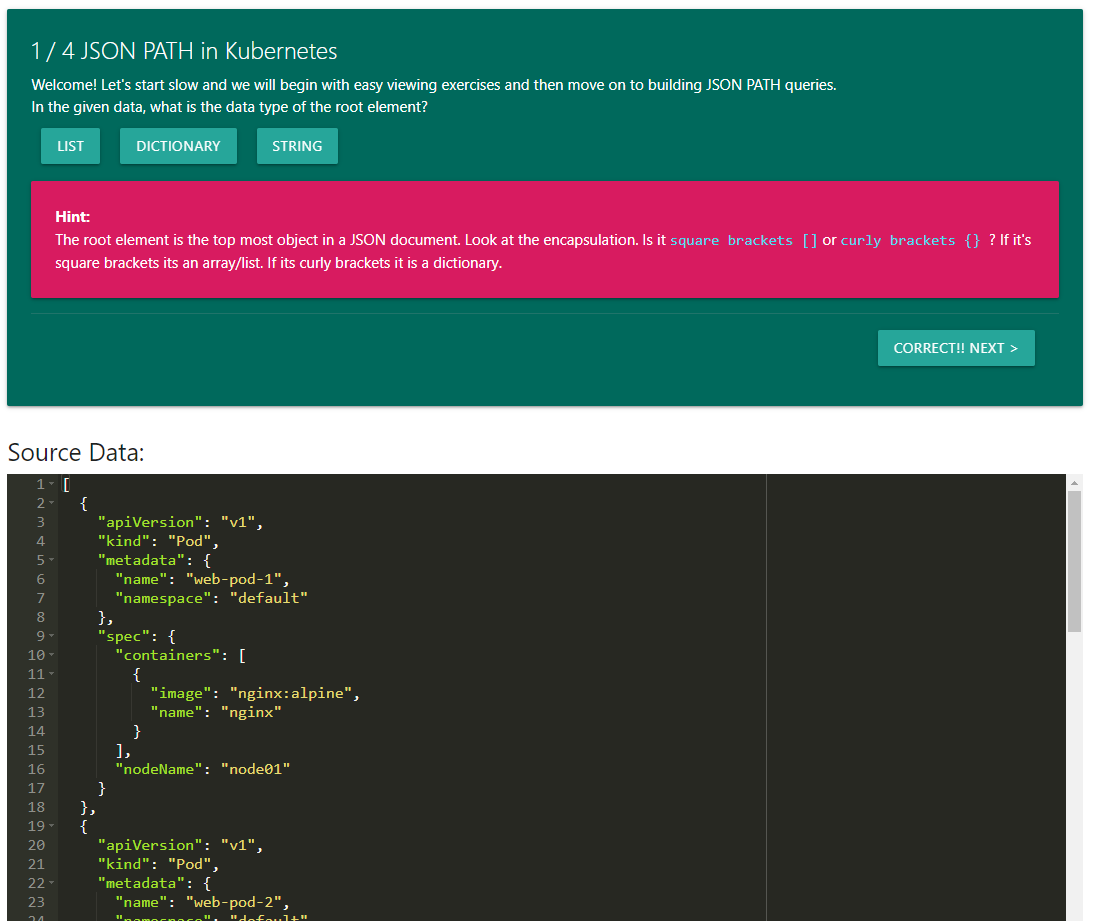 1 / 4 JSON PATH in Kubernetes
Welcome! Let's start slow and we will begin with easy viewing exercises and then move on to building JSON PATH queries.
In the given data, what is the data type of the root element?
LIST DICTIONARY STRING
Hint:
The root element is the top most object in a JSON document. Look at the encapsulation. Is it square brackets [] or curly brackets {} ? If it's
square brackets its an array/list. If its curly brackets it is a dictionary.
CORRECT!! NEXT >
Source Data:
1 [
2   {
3     "apiVersion": "v1",
4     "kind": "Pod",
5     "metadata": {
6       "name": "web-pod-1",
7       "namespace": "default"
8     },
9     "spec": {
10       "containers": [
11         {
12           "image": "nginx:alpine",
13           "name": "nginx"
14         }
15       ],
16       "nodeName": "node01"
17     }
18   },
19   {
20     "apiVersion": "v1",
21     "kind": "Pod",
22     "metadata": {
23       "name": "web-pod-2",
24       "namespace": "default"